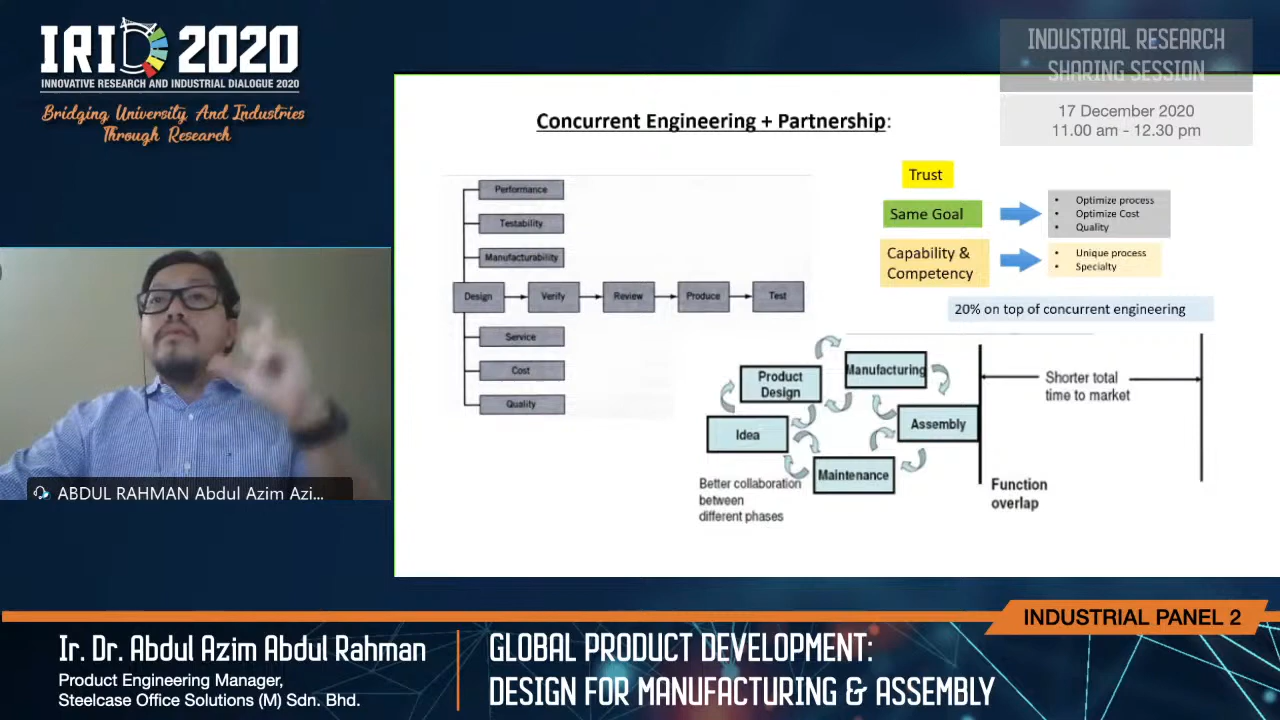 IRID 2020
INNOVATIVE RESEARCH AND INDUSTRIAL DIALOGUE 2020
Bridging University And Industries
Through Research
INDUSTRIAL RESEARCH
SHARING SESSION
17 December 2020
11.00 am - 12.30 pm
Concurrent Engineering + Partnership:
Performance
Testability
Manufacturability
Design
Verify
Review
Produce
Test
Service
Cost
Quality
Trust
Same Goal
• Optimize process
• Optimize Cost
• Quality
Capability &
Competency
• Unique process
• Specialty
20% on top of concurrent engineering
Product
Design
Manufacturing
Idea
Assembly
Maintenance
Better collaboration
between
different phases
Shorter total
time to market
Function
overlap
ABDUL RAHMAN Abdul Azim Azi...
INDUSTRIAL PANEL 2
Ir. Dr. Abdul Azim Abdul Rahman
Product Engineering Manager,
Steelcase Office Solutions (M) Sdn. Bhd.
GLOBAL PRODUCT DEVELOPMENT:
DESIGN FOR MANUFACTURING & ASSEMBLY